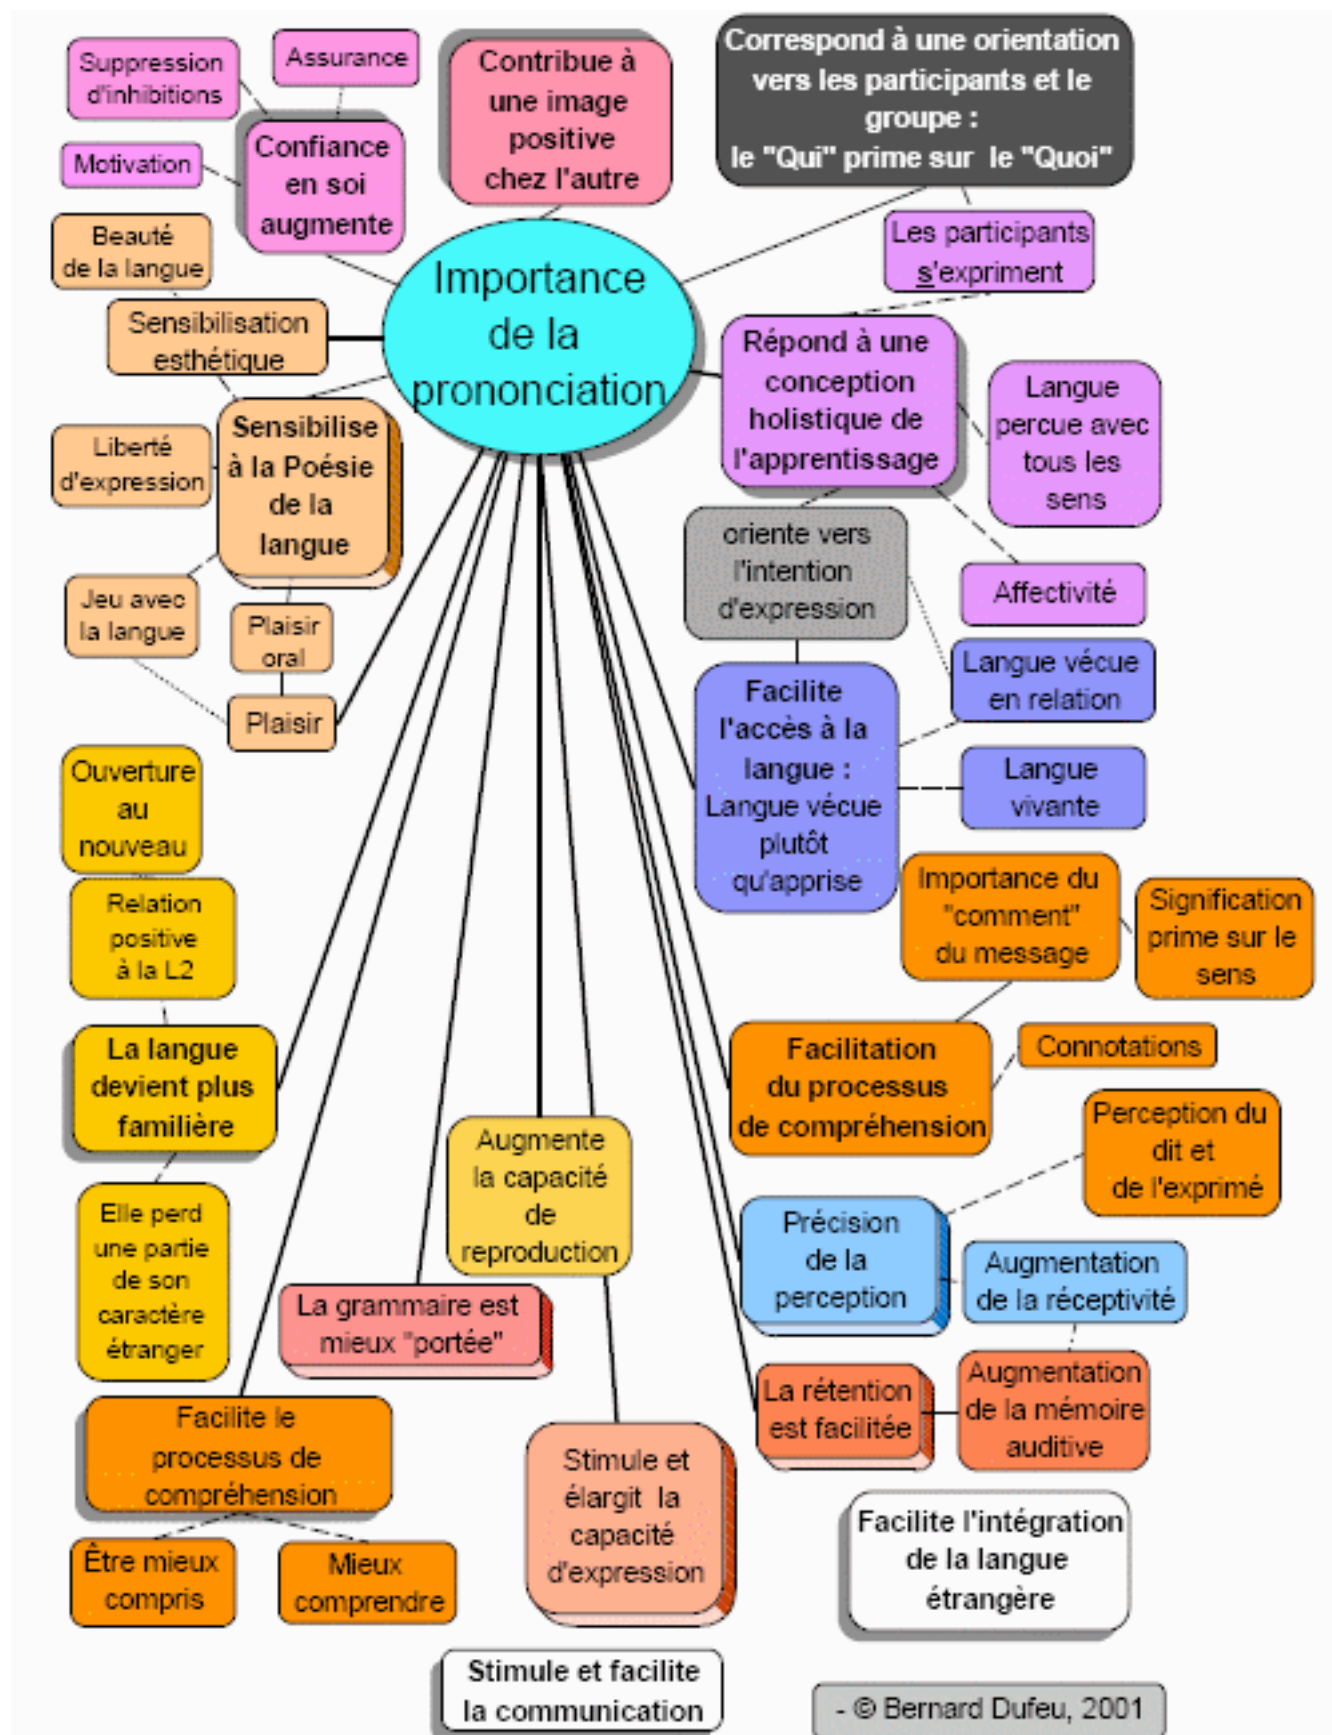 Suppression
d'inhibitions
Assurance
Motivation
Confiance
en soi
augmente
Contribue à
une image
positive
chez l'autre
Correspond à une orientation
vers les participants et le
groupe :
le "Qui" prime sur le "Quoi"
Les participants
s'expriment
Beauté
de la langue
Sensibilisation
esthétique
Importance
de la
prononciation
Répond à une
conception
holistique de
l'apprentissage
Langue
percue avec
tous les
sens
Liberté
d'expression
Sensibilise
à la Poésie
de la
langue
oriente vers
l'intention
d'expression
Affectivité
Jeu avec
la langue
Plaisir
oral
Plaisir
Langue vécue
en relation
Facilite
l'accès à la
langue :
Langue vécue
plutôt
qu'apprise
Langue
vivante
Ouverture
au
nouveau
Relation
positive
à la L2
La langue
devient plus
familière
Elle perd
une partie
de son
caractère
étranger
Importance du
"comment"
du message
Signification
prime sur le
sens
Facilitation
du processus
de compréhension
Connotations
Perception du
dit et
de l'exprimé
Augmente
la capacité
de
reproduction
La grammaire est
mieux "portée"
Précision
de la
perception
Augmentation
de la réceptivité
La rétention
est facilitée
Augmentation
de la mémoire
auditive
Facilite le
processus de
compréhension
Être mieux
compris
Mieux
comprendre
Stimule et
élargit la
capacité
d'expression
Facilite l'intégration
de la langue
étrangère
Stimule et facilite
la communication
- © Bernard Dufeu, 2001